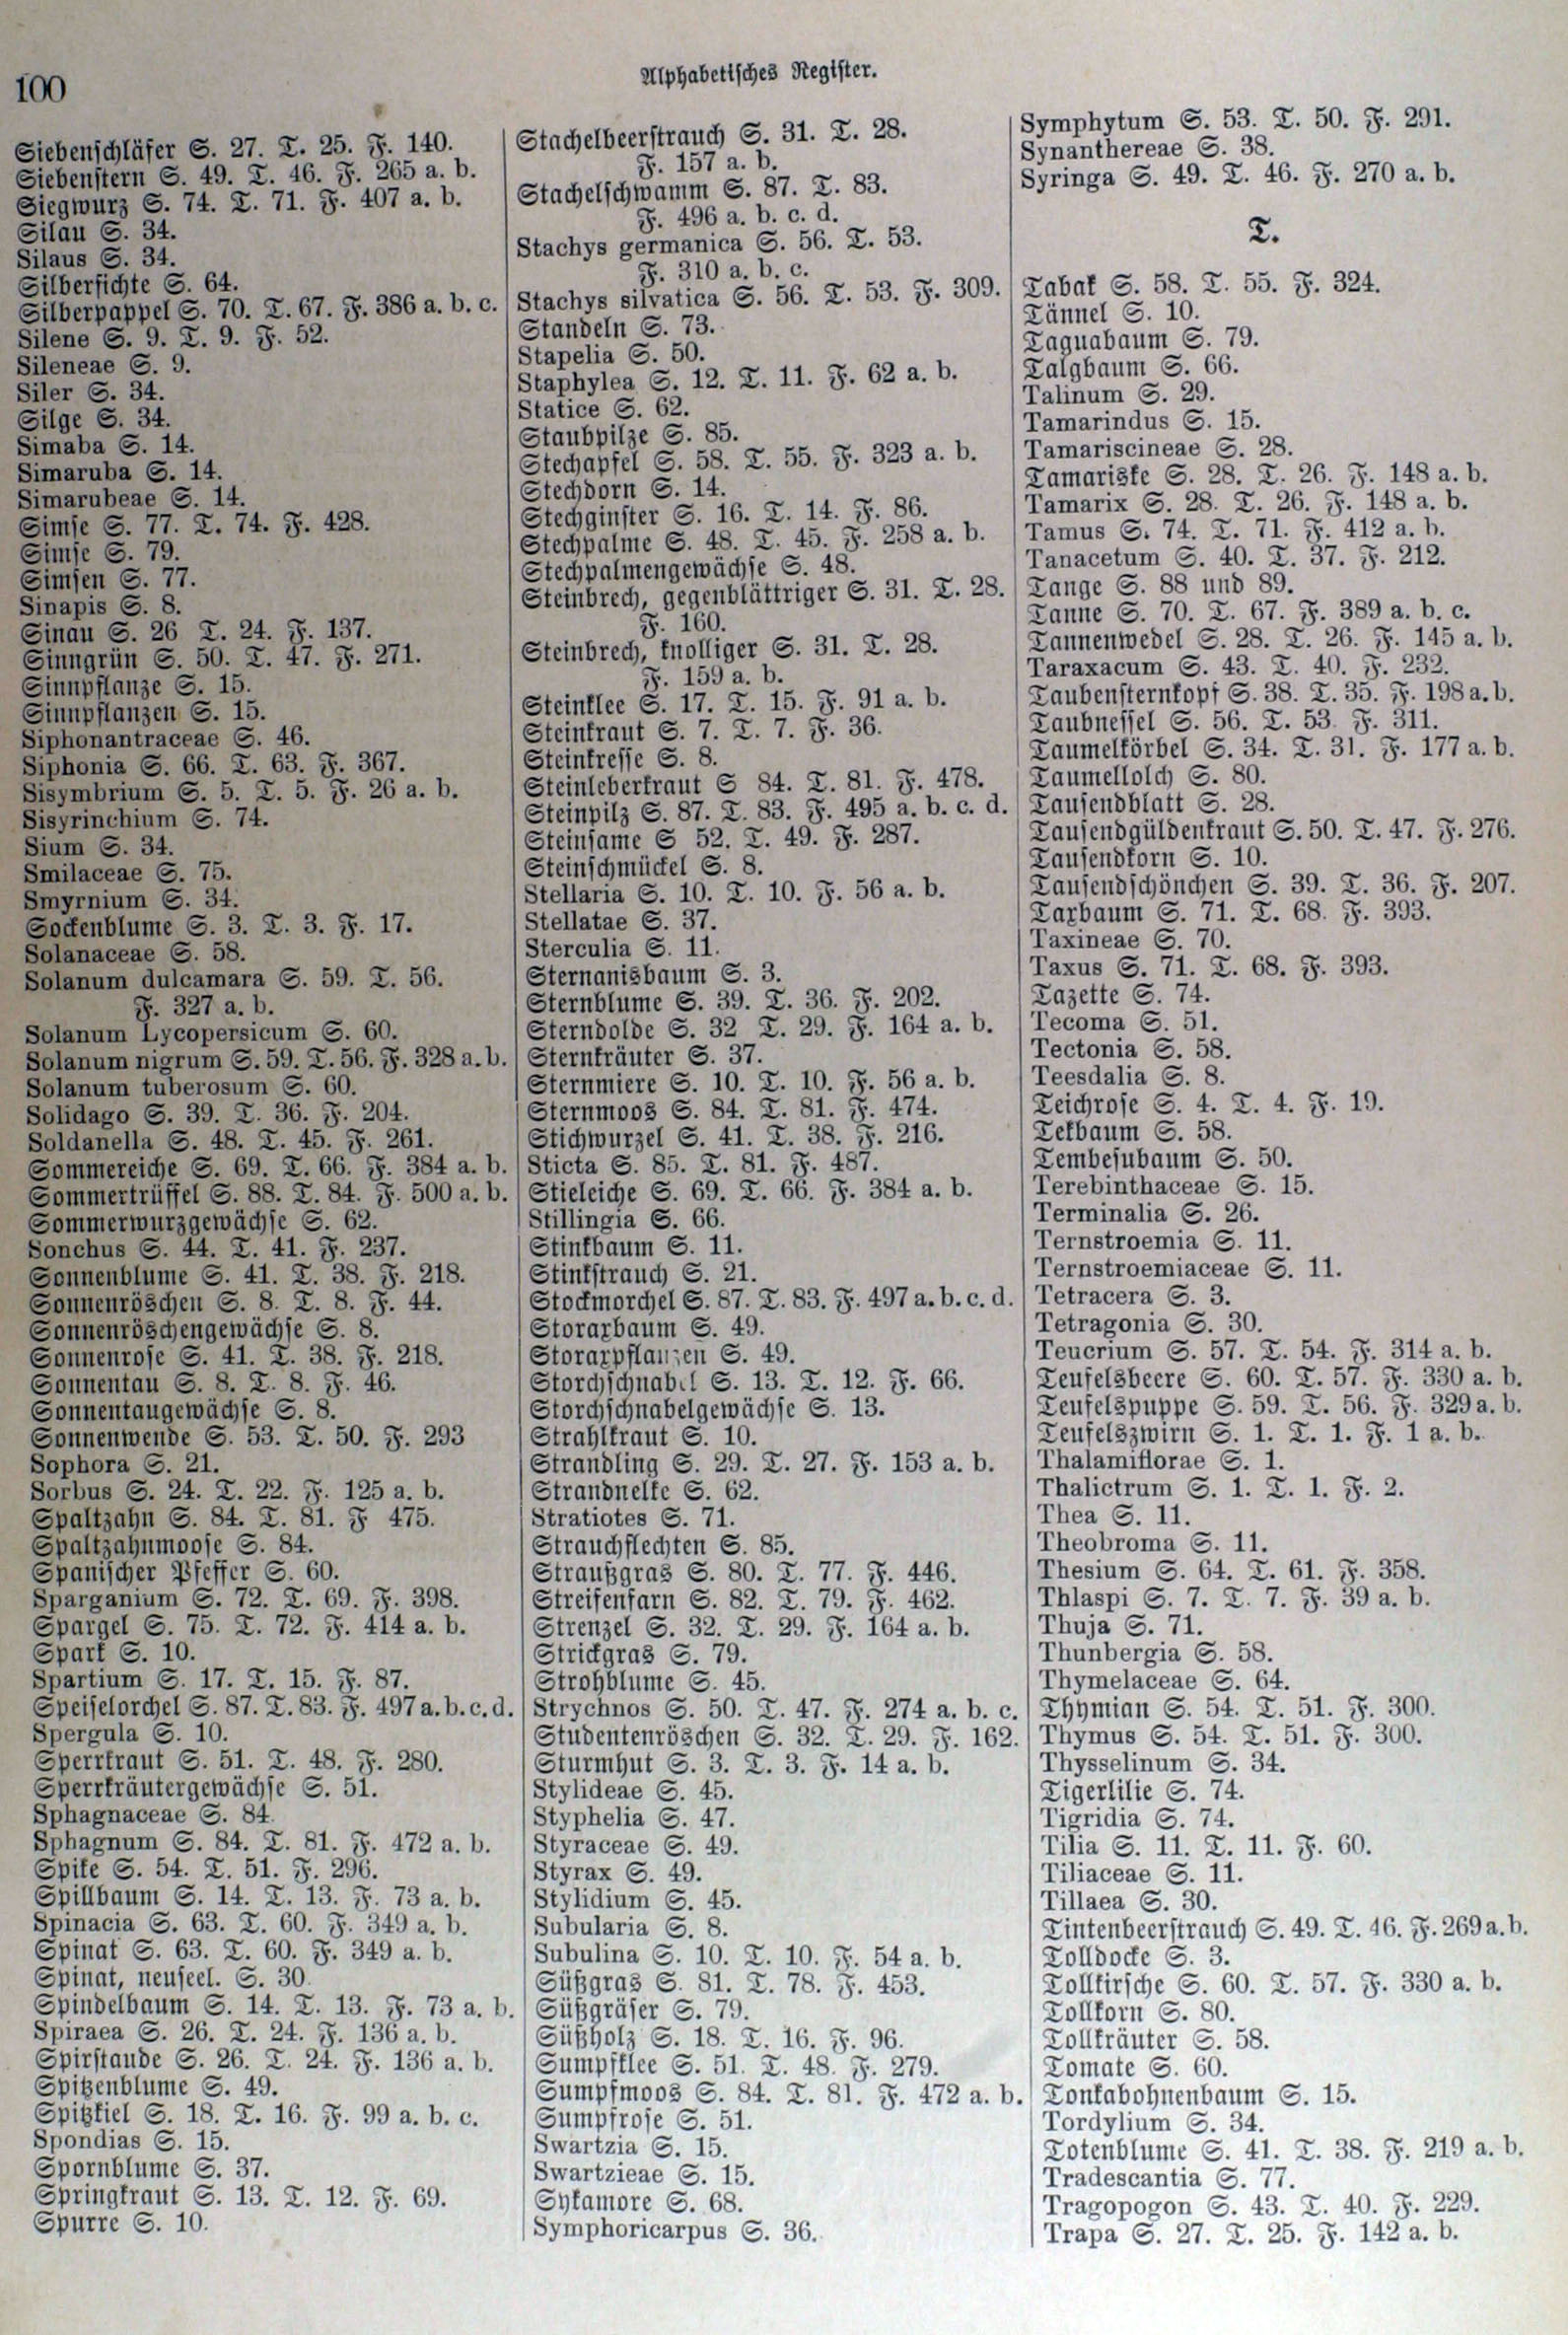 100
Alphabetisches Register.
Siebenschläfer S. 27. T. 25. F. 140.
Siebenstern S. 49. T. 46. F. 265 a. b.
Siegwurz S. 74. T. 71. F. 407 a. b.
Silau S. 34.
Silaus S. 34.
Silberfichte S. 64.
Silberpappel S. 70. T. 67. F. 386 a. b. c.
Silene S. 9. T. 9. F. 52.
Sileneae S. 9.
Siler S. 34.
Silge S. 34.
Simaba S. 14.
Simaruba S. 14.
Simarubeae S. 14.
Simse S. 77. T. 74. F. 428.
Simse S. 79.
Simsen S. 77.
Sinapis S. 8.
Sinau S. 26 T. 24. F. 137.
Sinngrün S. 50. T. 47. F. 271.
Sinnpflanze S. 15.
Sinnpflanzen S. 15.
Siphonantraceae S. 46.
Siphonia S. 66. T. 63. F. 367.
Sisymbrium S. 5. T. 5. F. 26 a. b.
Sisyrinchium S. 74.
Sium S. 34.
Smilaceae S. 75.
Smyrnium S. 34.
Sockenblume S. 3. T. 3. F. 17.
Solanaceae S. 58.
Solanum dulcamara S. 59. T. 56.
F. 327 a. b.
Solanum Lycopersicum S. 60.
Solanum nigrum S. 59. T. 56. F. 328 a. b.
Solanum tuberosum S. 60.
Solidago S. 39. T. 36. F. 204.
Soldanella S. 48. T. 45. F. 261.
Sommereiche S. 69. T. 66. F. 384 a. b.
Sommertrüffel S. 88. T. 84. F. 500 a. b.
Sommerwurzgewächse S. 62.
Sonchus S. 44. T. 41. F. 237.
Sonnenblume S. 41. T. 38. F. 218.
Sonnenröschen S. 8. T. 8. F. 44.
Sonnenröschengewächse S. 8.
Sonnenrose S. 41. T. 38. F. 218.
Sonnentau S. 8. T. 8. F. 46.
Sonnentaugewächse S. 8.
Sonnenwende S. 53. T. 50. F. 293
Sophora S. 21.
Sorbus S. 24. T. 22. F. 125 a. b.
Spaltzahn S. 84. T. 81. F 475.
Spaltzahnmoose S. 84.
Spanischer Pfeffer S. 60.
Sparganium S. 72. T. 69. F. 398.
Spargel S. 75. T. 72. F. 414 a. b.
Spark S. 10.
Spartium S. 17. T. 15. F. 87.
Speiselorchel S. 87. T. 83. F. 497 a. b. c. d.
Spergula S. 10.
Sperrkraut S. 51. T. 48. F. 280.
Sperrkräutergewächse S. 51.
Sphagnaceae S. 84.
Sphagnum S. 84. T. 81. F. 472 a. b.
Spike S. 54. T. 51. F. 296.
Spillbaum S. 14. T. 13. F. 73 a. b.
Spinacia S. 63. T. 60. F. 349 a. b.
Spinat S. 63. T. 60. F. 349 a. b.
Spinat, neuseel. S. 30.
Spindelbaum S. 14. T. 13. F. 73 a. b.
Spiraea S. 26. T. 24. F. 136 a. b.
Spirstaude S. 26. T. 24. F. 136 a. b.
Spitzenblume S. 49.
Spitzkiel S. 18. T. 16. F. 99 a. b. c.
Spondias S. 15.
Spornblume S. 37.
Springkraut S. 13. T. 12. F. 69.
Spurre S. 10.
Stachelbeerstrauch S. 31. T. 28.
F. 157 a. b.
Stachelschwamm S. 87. T. 83.
F. 496 a. b. c. d.
Stachys germanica S. 56. T. 53.
F. 310 a. b. c.
Stachys silvatica S. 56. T. 53. F. 309.
Standeln S. 73.
Stapelia S. 50.
Staphylea S. 12. T. 11. F. 62 a. b.
Statice S. 62.
Staubpilze S. 85.
Stechapfel S. 58. T. 55. F. 323 a. b.
Stechdorn S. 14.
Stechginster S. 16. T. 14. F. 86.
Stechpalme S. 48. T. 45. F. 258 a. b.
Stechpalmengewächse S. 48.
Steinbrech, gegenblättriger S. 31. T. 28.
F. 160.
Steinbrech, knolliger S. 31. T. 28.
F. 159 a. b.
Steinklee S. 17. T. 15. F. 91 a. b.
Steinkraut S. 7. T. 7. F. 36.
Steinkresse S. 8.
Steinleberkraut S 84. T. 81. F. 478.
Steinpilz S. 87. T. 83. F. 495 a. b. c. d.
Steinsame S 52. T. 49. F. 287.
Steinschmückel S. 8.
Stellaria S. 10. T. 10. F. 56 a. b.
Stellatae S. 37.
Sterculia S. 11.
Sternanisbaum S. 3.
Sternblume S. 39. T. 36. F. 202.
Sterndolde S. 32 T. 29. F. 164 a. b.
Sternkräuter S. 37.
Sternmiere S. 10. T. 10. F. 56 a. b.
Sternmoos S. 84. T. 81. F. 474.
Stichwurzel S. 41. T. 38. F. 216.
Sticta S. 85. T. 81. F. 487.
Stieleiche S. 69. T. 66. F. 384 a. b.
Stillingia S. 66.
Stinkbaum S. 11.
Stinkstrauch S. 21.
Stockmorchel S. 87. T. 83. F. 497 a. b. c. d.
Storaxbaum S. 49.
Storaxpflanzen S. 49.
Storchschnabel S. 13. T. 12. F. 66.
Storchschnabelgewächse S. 13.
Strahlkraut S. 10.
Strandling S. 29. T. 27. F. 153 a. b.
Strandnelke S. 62.
Stratiotes S. 71.
Strauchflechten S. 85.
Straußgras S. 80. T. 77. F. 446.
Streifenfarn S. 82. T. 79. F. 462.
Strenzel S. 32. T. 29. F. 164 a. b.
Strickgras S. 79.
Strohblume S. 45.
Strychnos S. 50. T. 47. F. 274 a. b. c.
Studentenröschen S. 32. T. 29. F. 162.
Sturmhut S. 3. T. 3. F. 14 a. b.
Stylideae S. 45.
Styphelia S. 47.
Styraceae S. 49.
Styrax S. 49.
Stylidium S. 45.
Subularia S. 8.
Subulina S. 10. T. 10. F. 54 a. b.
Süßgras S. 81. T. 78. F. 453.
Süßgräser S. 79.
Süßholz S. 18. T. 16. F. 96.
Sumpfklee S. 51. T. 48. F. 279.
Sumpfmoos S. 84. T. 81. F. 472 a. b.
Sumpfrose S. 51.
Swartzia S. 15.
Swartzieae S. 15.
Sykamore S. 68.
Symphoricarpus S. 36.
Symphytum S. 53. T. 50. F. 291.
Synanthereae S. 38.
Syringa S. 49. T. 46. F. 270 a. b.
T.
Tabak S. 58. T. 55. F. 324.
Tännel S. 10.
Taguabaum S. 79.
Talgbaum S. 66.
Talinum S. 29.
Tamarindus S. 15.
Tamariscineae S. 28.
Tamariske S. 28. T. 26. F. 148 a. b.
Tamarix S. 28. T. 26. F. 148 a. b.
Tamus S. 74. T. 71. F. 412 a. b.
Tanacetum S. 40. T. 37. F. 212.
Tange S. 88 und 89.
Tanne S. 70. T. 67. F. 389 a. b. c.
Tannenwedel S. 28. T. 26. F. 145 a. b.
Taraxacum S. 43. T. 40. F. 232.
Taubensternkopf S. 38. T. 35. F. 198 a. b.
Taubnessel S. 56. T. 53. F. 311.
Taumelkörbel S. 34. T. 31. F. 177 a. b.
Taumellolch S. 80.
Tausendblatt S. 28.
Tausendgüldenkraut S. 50. T. 47. F. 276.
Tausendkorn S. 10.
Tausendschönchen S. 39. T. 36. F. 207.
Taxbaum S. 71. T. 68. F. 393.
Taxineae S. 70.
Taxus S. 71. T. 68. F. 393.
Tazette S. 74.
Tecoma S. 51.
Tectonia S. 58.
Teesdalia S. 8.
Teichrose S. 4. T. 4. F. 19.
Tekbaum S. 58.
Tembesubaum S. 50.
Terebinthaceae S. 15.
Terminalia S. 26.
Ternstroemia S. 11.
Ternstroemiaceae S. 11.
Tetracera S. 3.
Tetragonia S. 30.
Teucrium S. 57. T. 54. F. 314 a. b.
Teufelsbeere S. 60. T. 57. F. 330 a. b.
Teufelspuppe S. 59. T. 56. F. 329 a. b.
Teufelszwirn S. 1. T. 1. F. 1 a. b.
Thalamiflorae S. 1.
Thalictrum S. 1. T. 1. F. 2.
Thea S. 11.
Theobroma S. 11.
Thesium S. 64. T. 61. F. 358.
Thlaspi S. 7. T. 7. F. 39 a. b.
Thuja S. 71.
Thunbergia S. 58.
Thymelaceae S. 64.
Thymian S. 54. T. 51. F. 300.
Thymus S. 54. T. 51. F. 300.
Thysselinum S. 34.
Tigerlilie S. 74.
Tigridia S. 74.
Tilia S. 11. T. 11. F. 60.
Tiliaceae S. 11.
Tillaea S. 30.
Tintenbeerstrauch S. 49. T. 46. F. 269 a. b.
Tolldocke S. 3.
Tollkirsche S. 60. T. 57. F. 330 a. b.
Tollkorn S. 80.
Tollkräuter S. 58.
Tomate S. 60.
Tonkabohnenbaum S. 15.
Tordylium S. 34.
Totenblume S. 41. T. 38. F. 219 a. b.
Tradescantia S. 77.
Tragopogon S. 43. T. 40. F. 229.
Trapa S. 27. T. 25. F. 142 a. b.